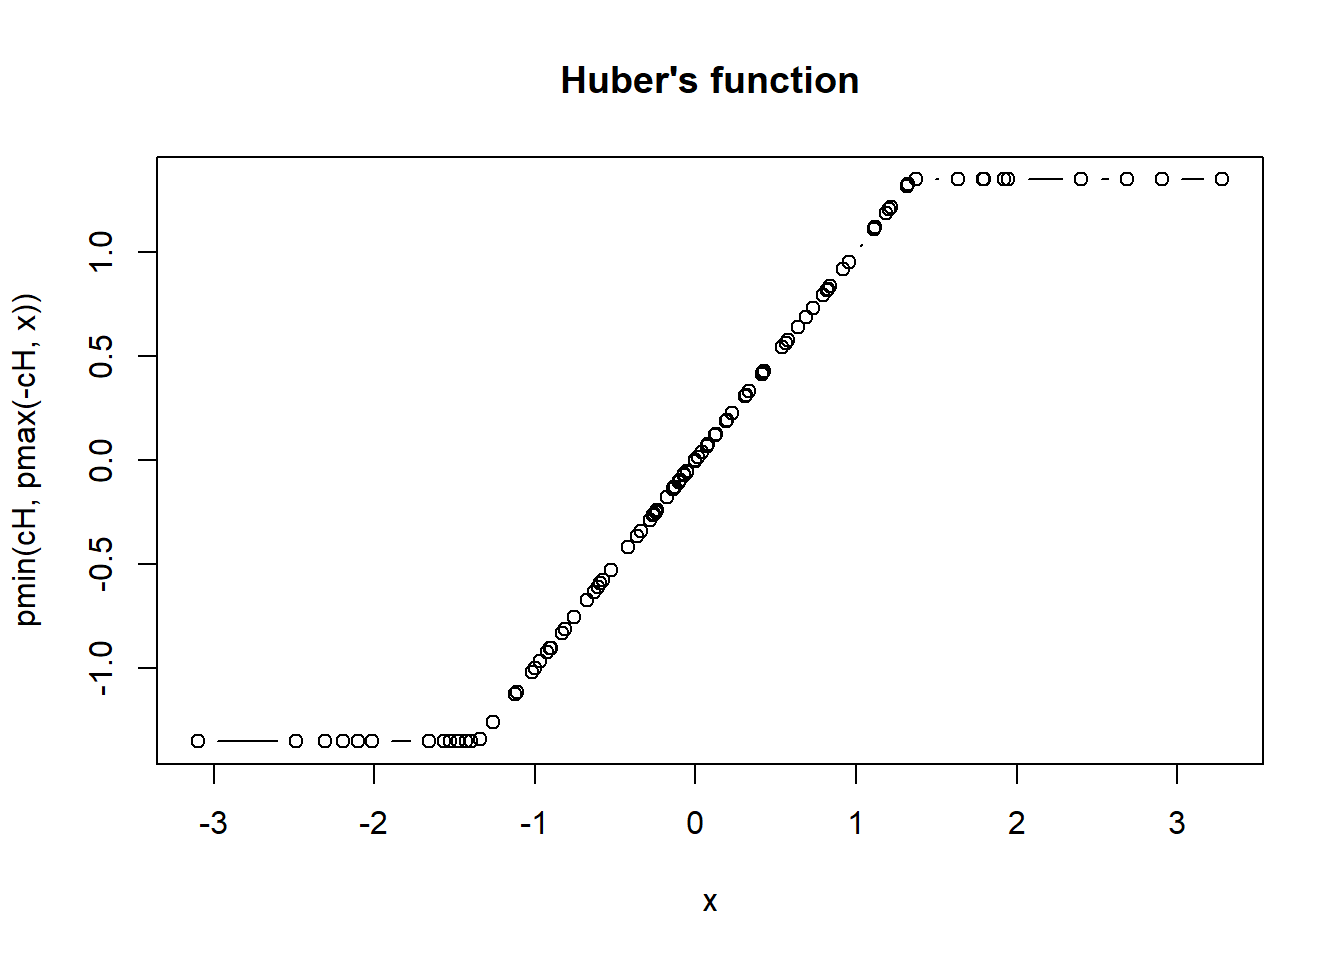 Huber's function
pmin(cH, pmax(-cH, x))
1.0
0.5
0.0
-0.5
-1.0
-3 -2 -1 0 1 2 3
x